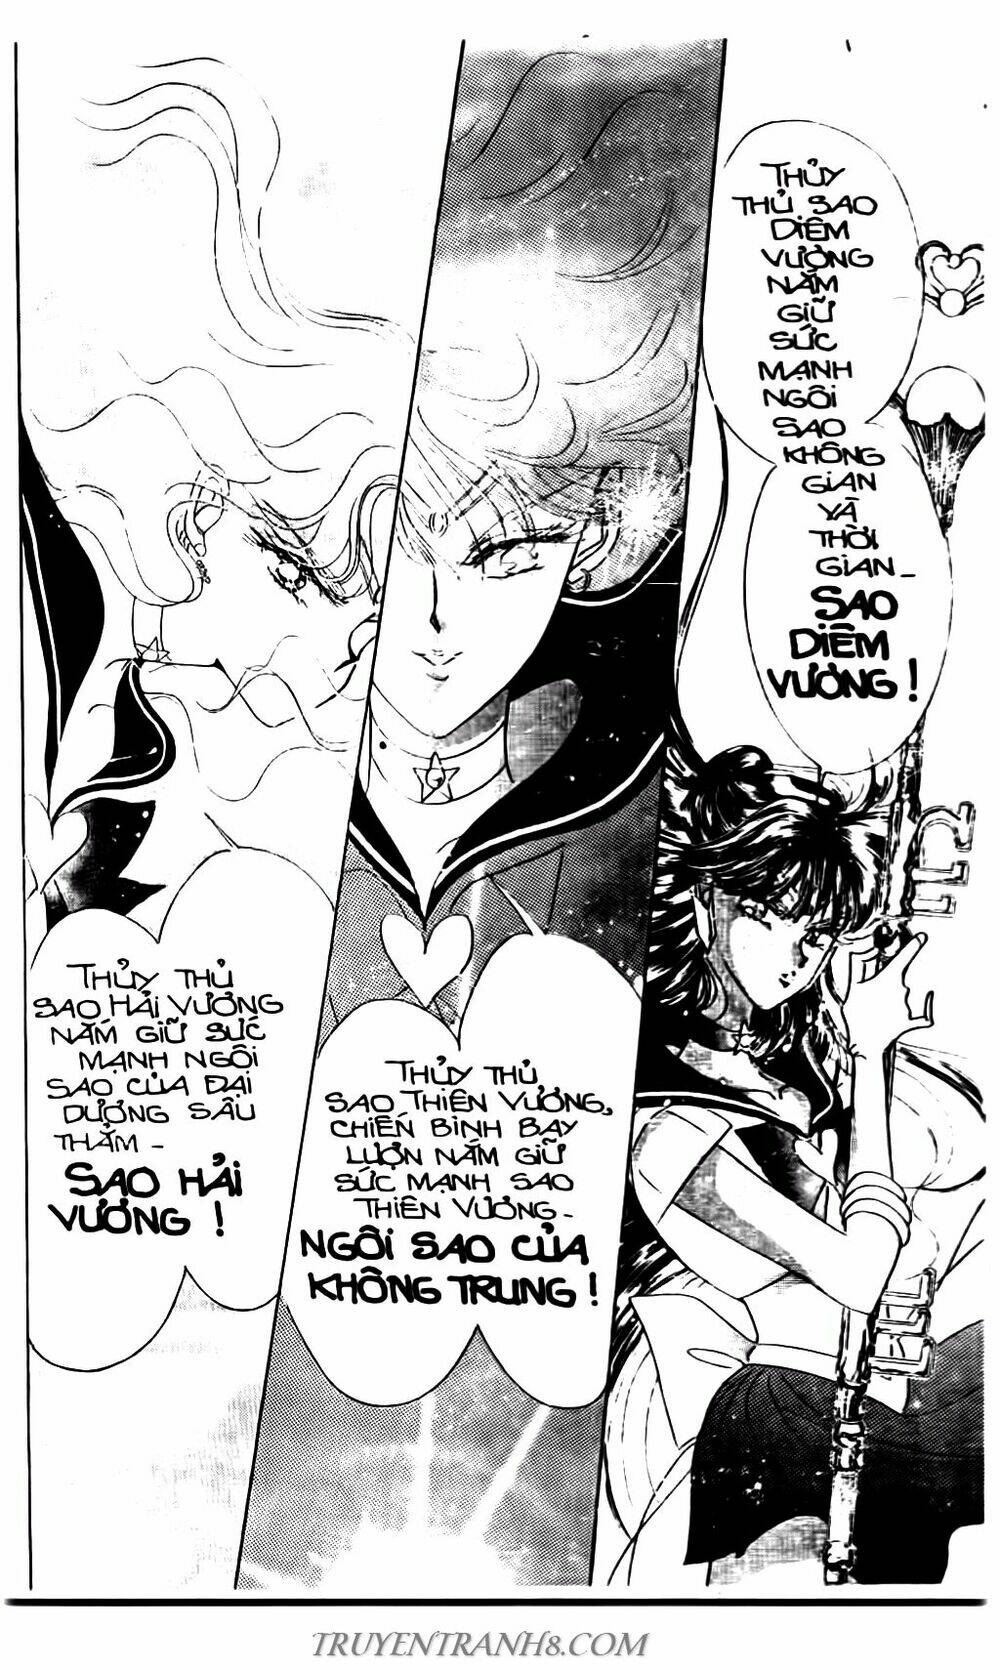 THỦY
THỦ SAO
DIÊM
VƯƠNG
NẮM
GIỮ
SỨC
MẠNH
NGÔI
SAO
KHÔNG
GIAN
VÀ
THỜI
GIAN_
SAO
DIÊM
VƯƠNG!
THỦY THỦ
SAO THIÊN VƯƠNG,
CHIẾN BINH BAY
LƯỢN NẮM GIỮ
SỨC MẠNH SAO
THIÊN VƯƠNG_
NGÔI SAO CỦA
KHÔNG TRUNG!
THỦY THỦ
SAO HẢI VƯƠNG
NẮM GIỮ SỨC
MẠNH NGÔI
SAO CỦA ĐẠI
DƯƠNG SÂU
THẲM_
SAO HẢI
VƯƠNG!
TRUYENTRANH8.COM